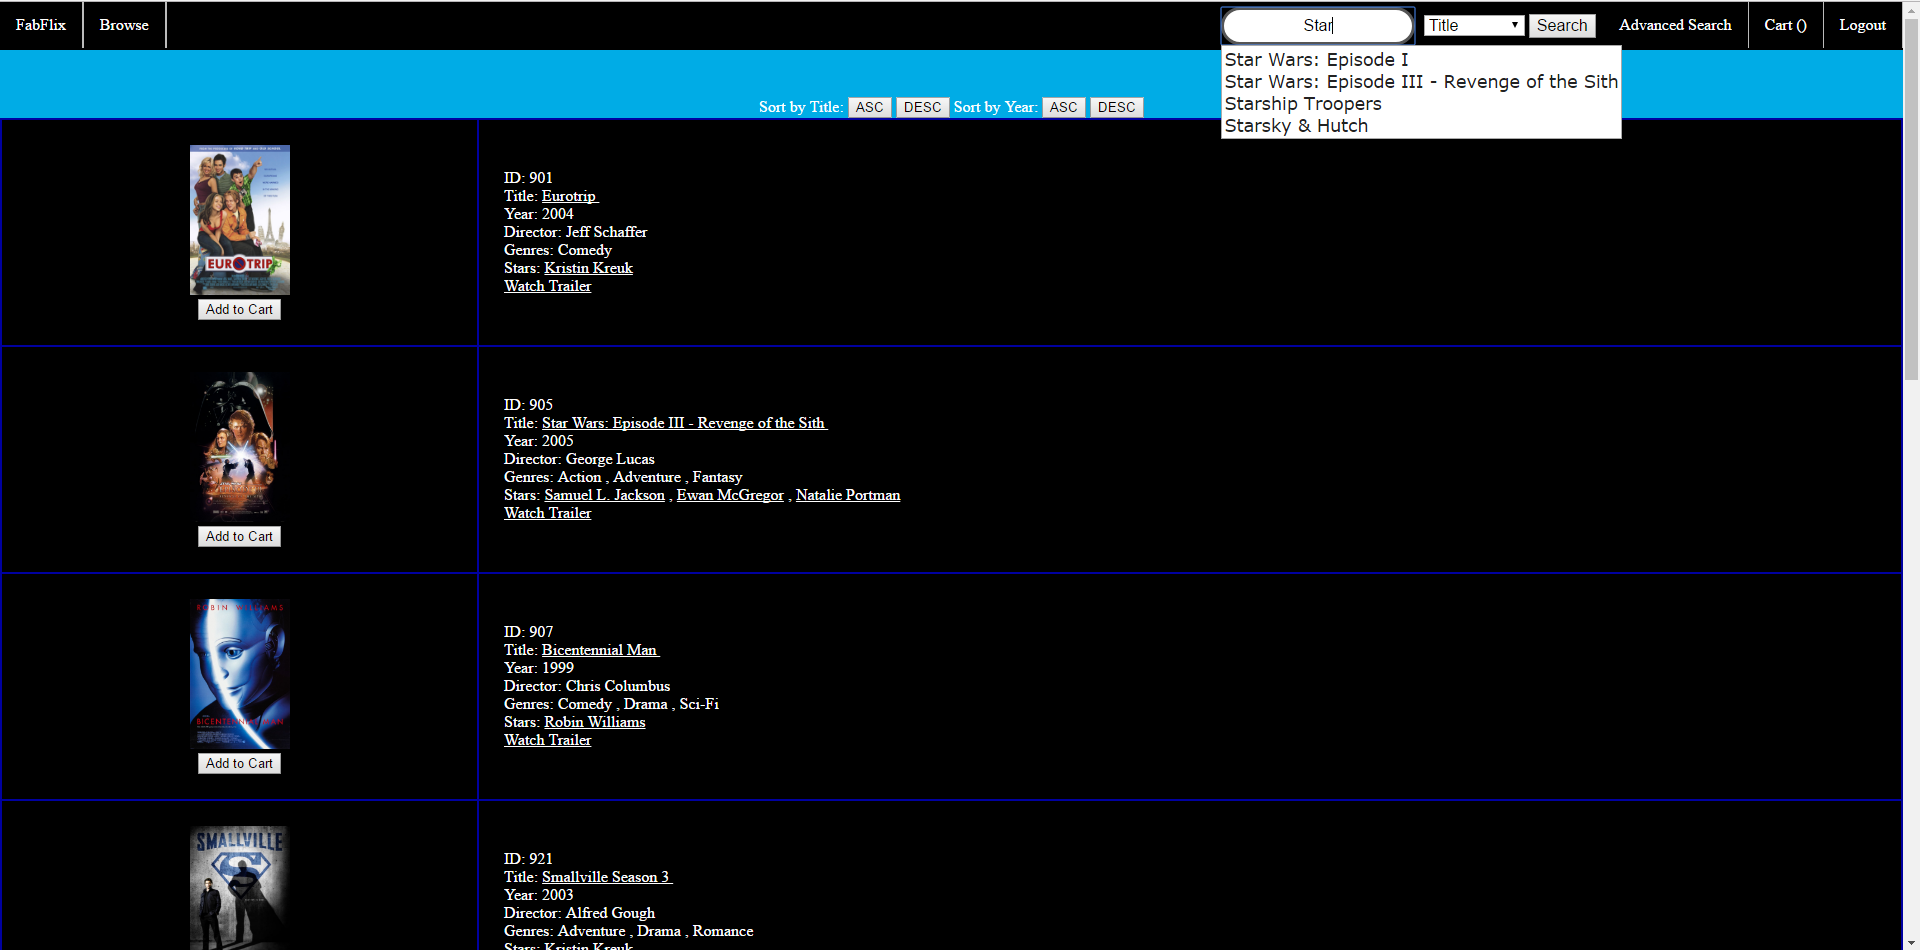 FabFlix Browse Star Title Search Advanced Search Cart () Logout
Star Wars: Episode I
Star Wars: Episode III - Revenge of the Sith
Starship Troopers
Starsky & Hutch
Sort by Title: ASC DESC Sort by Year: ASC DESC
EUROTRIP
Add to Cart
ID: 901
Title: Eurotrip
Year: 2004
Director: Jeff Schaffer
Genres: Comedy
Stars: Kristin Kreuk
Watch Trailer
Add to Cart
ID: 905
Title: Star Wars: Episode III - Revenge of the Sith
Year: 2005
Director: George Lucas
Genres: Action , Adventure , Fantasy
Stars: Samuel L. Jackson , Ewan McGregor , Natalie Portman
Watch Trailer
ROBIN WILLIAMS
BICENTENNIAL MAN
Add to Cart
ID: 907
Title: Bicentennial Man
Year: 1999
Director: Chris Columbus
Genres: Comedy , Drama , Sci-Fi
Stars: Robin Williams
Watch Trailer
SMALLVILLE
ID: 921
Title: Smallville Season 3
Year: 2003
Director: Alfred Gough
Genres: Adventure , Drama , Romance
Stars: Kristin Kreuk